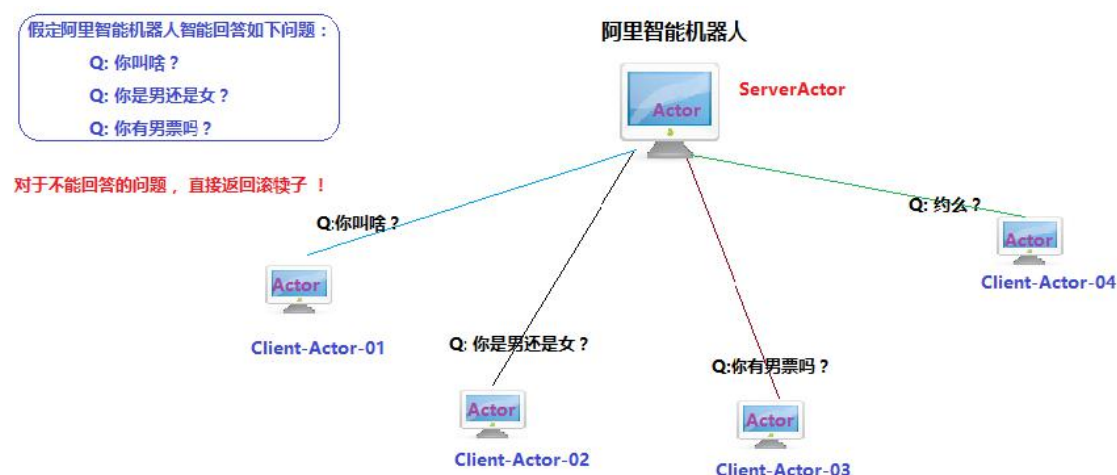 假定阿里智能机器人智能回答如下问题：
Q: 你叫啥？
Q: 你是男还是女？
Q: 你有男票吗？
对于不能回答的问题， 直接返回滚犊子 ！
阿里智能机器人
Actor
ServerActor
Q:你叫啥？
Q: 约么？
Actor
Client-Actor-04
Actor
Client-Actor-01
Q: 你是男还是女？
Q:你有男票吗？
Actor
Client-Actor-02
Actor
Client-Actor-03